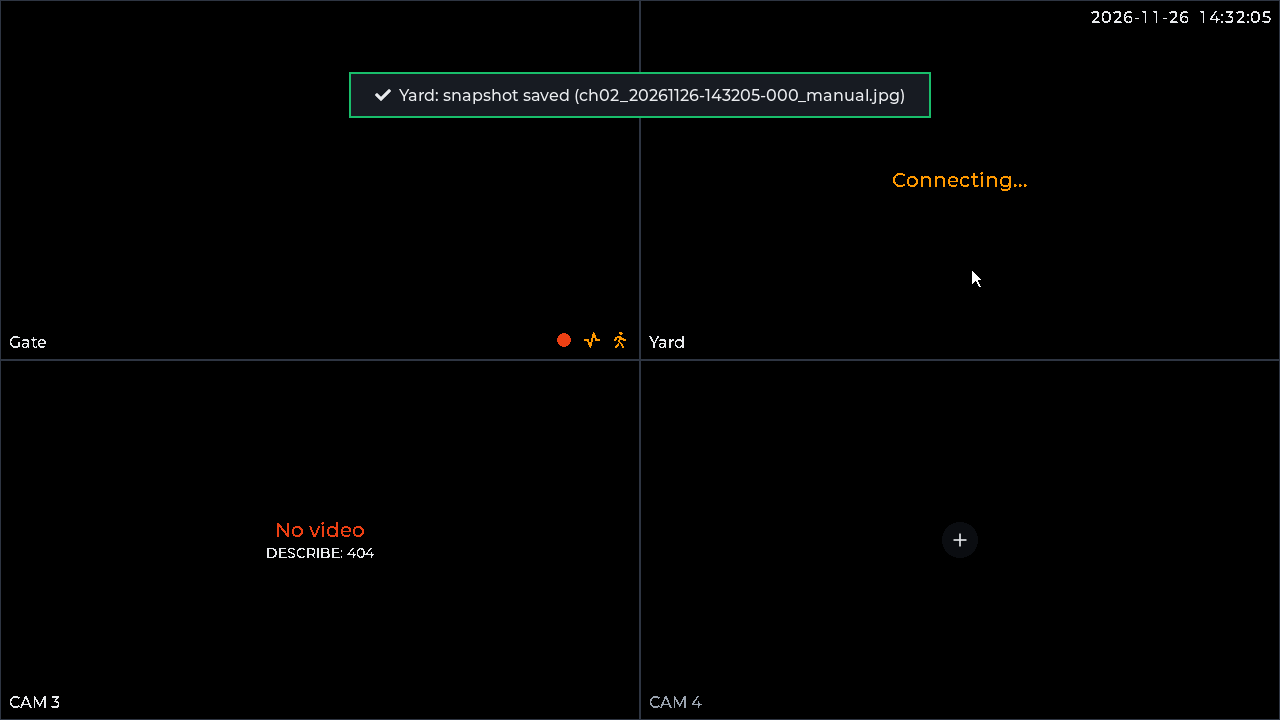 2026-11-26 14:32:05
Yard: snapshot saved (ch02_20261126-143205-000_manual.jpg)
Connecting...
Gate
Yard
No video
DESCRIBE: 404
CAM 3
CAM 4